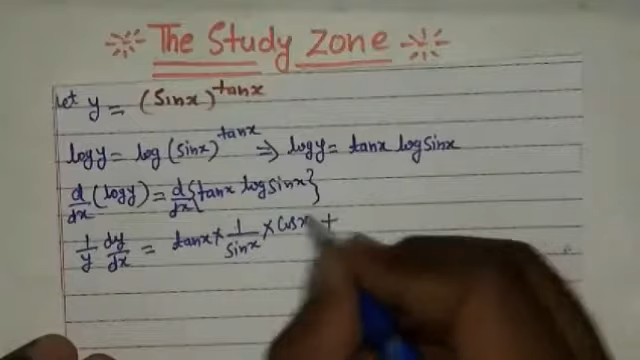 The Study Zone
Let y = (sinx)^tanx
logy = log (sinx)^tanx ⇒ logy = tanx logsinx
d/dx (logy) = d/dx {tanx logsinx}
1/y dy/dx = tanx × 1/sinx × cosx +